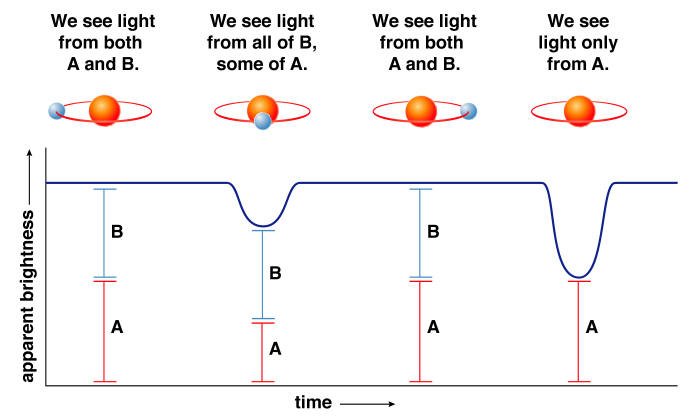 We see light
from both
A and B.
We see light
from all of B,
some of A.
We see light
from both
A and B.
We see
light only
from A.
apparent brightness
B
A
B
A
B
A
A
time